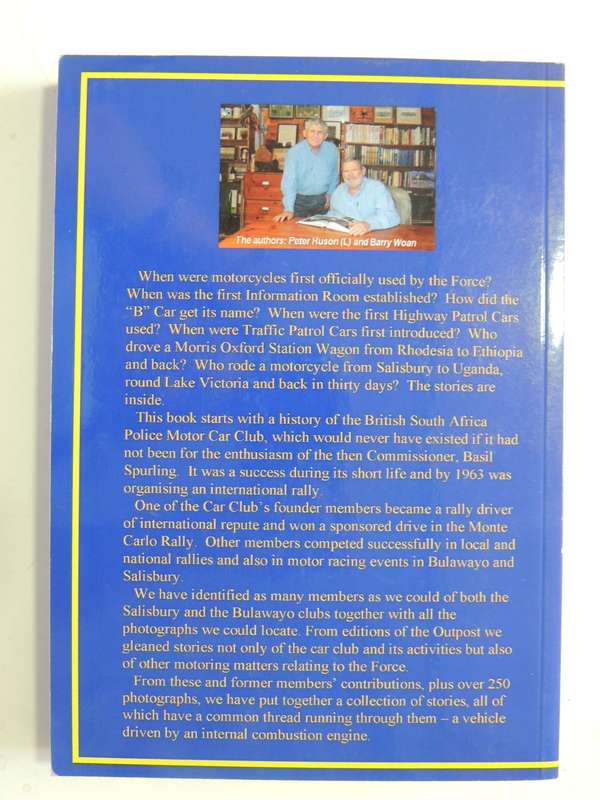 The authors: Peter Huson (L) and Barry Woan
When were motorcycles first officially used by the Force?
When was the first Information Room established? How did the
“B” Car get its name? When were the first Highway Patrol Cars
used? When were Traffic Patrol Cars first introduced? Who
drove a Morris Oxford Station Wagon from Rhodesia to Ethiopia
and back? Who rode a motorcycle from Salisbury to Uganda,
round Lake Victoria and back in thirty days? The stories are
inside.
This book starts with a history of the British South Africa
Police Motor Car Club, which would never have existed if it had
not been for the enthusiasm of the then Commissioner, Basil
Spurling. It was a success during its short life and by 1963 was
organising an international rally.
One of the Car Club's founder members became a rally driver
of international repute and won a sponsored drive in the Monte
Carlo Rally. Other members competed successfully in local and
national rallies and also in motor racing events in Bulawayo and
Salisbury.
We have identified as many members as we could of both the
Salisbury and the Bulawayo clubs together with all the
photographs we could locate. From editions of the Outpost we
gleaned stories not only of the car club and its activities but also
of other motoring matters relating to the Force.
From these and former members’ contributions, plus over 250
photographs, we have put together a collection of stories, all of
which have a common thread running through them – a vehicle
driven by an internal combustion engine.